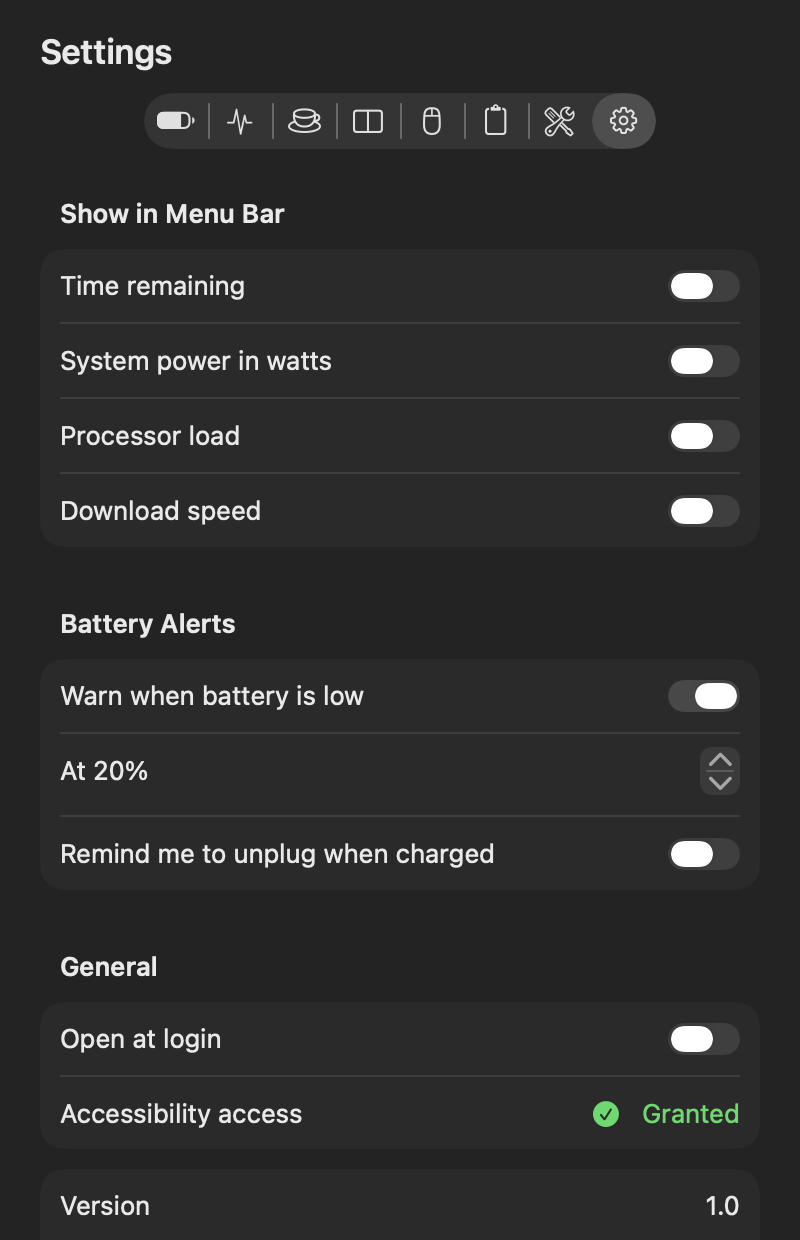 Settings
Show in Menu Bar
Time remaining
System power in watts
Processor load
Download speed
Battery Alerts
Warn when battery is low
At 20%
Remind me to unplug when charged
General
Open at login
Accessibility access Granted
Version 1.0